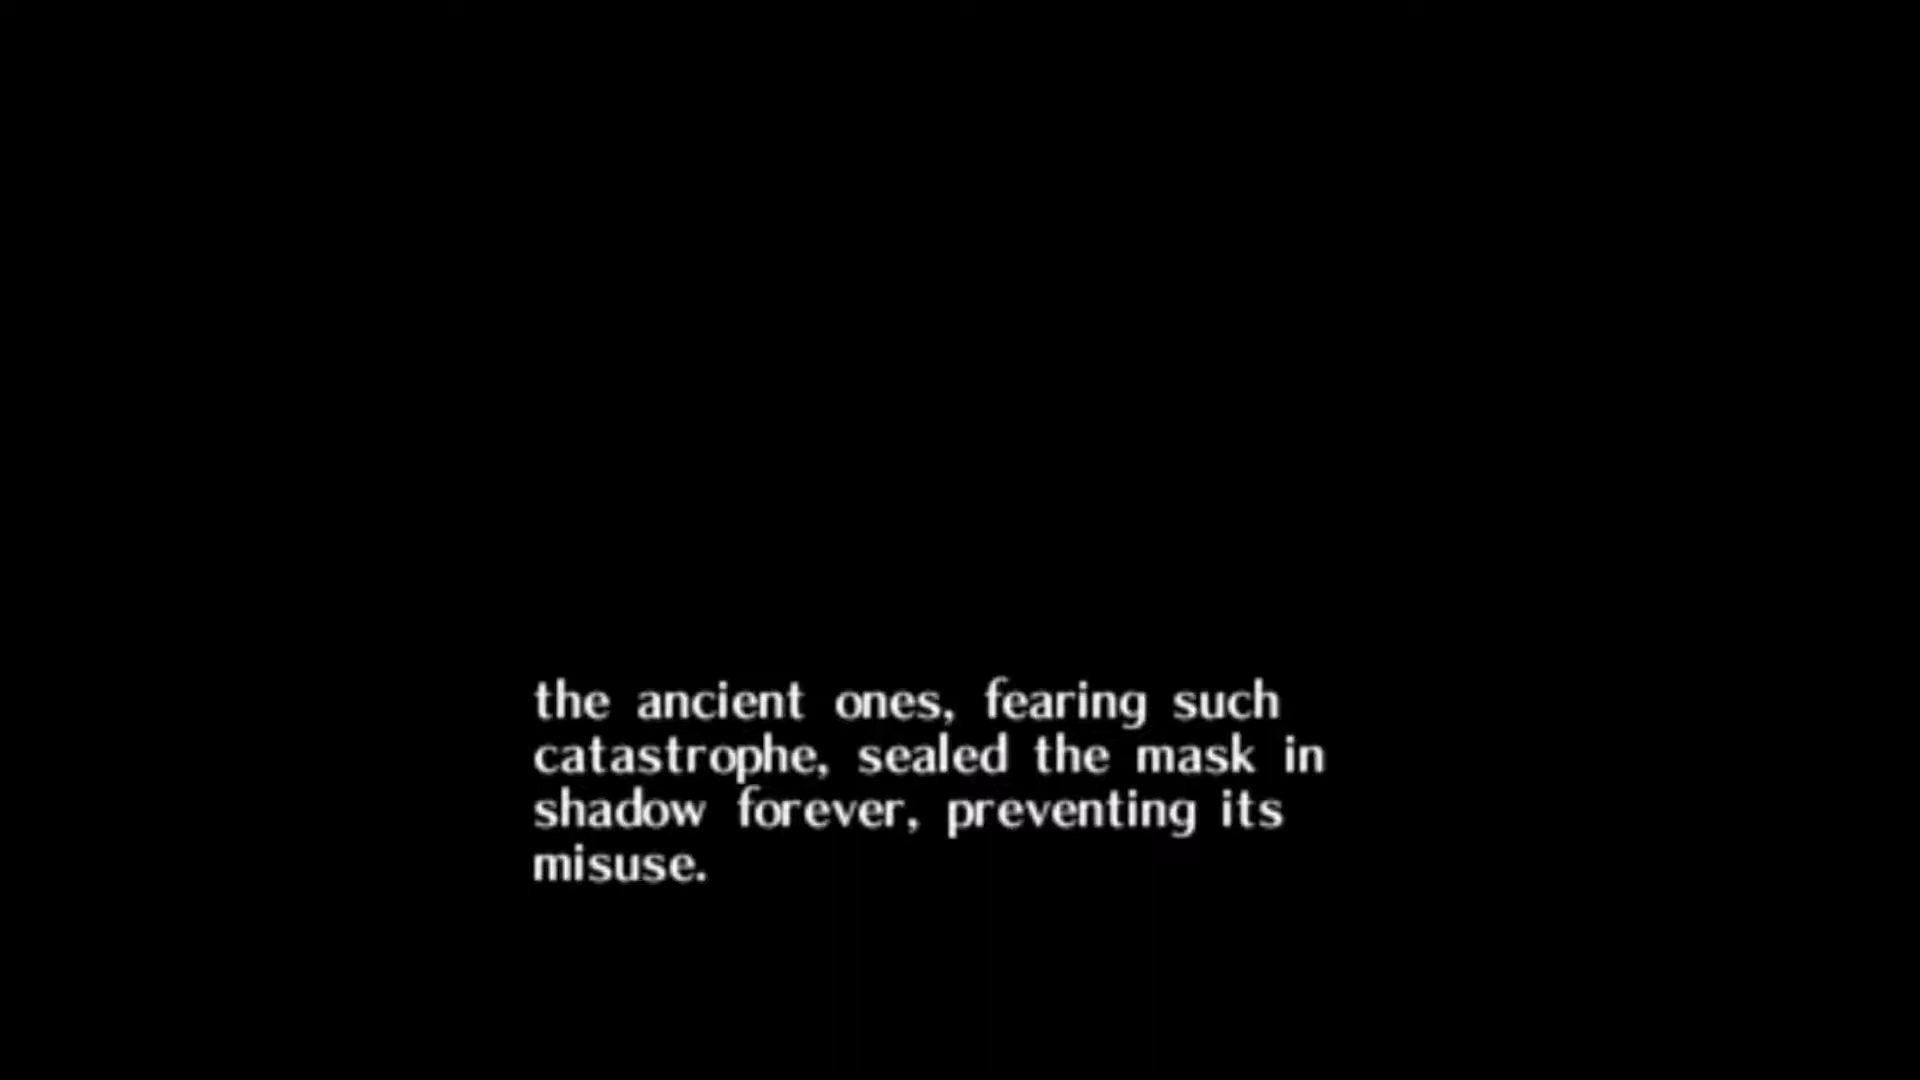 the ancient ones, fearing such
catastrophe, sealed the mask in
shadow forever, preventing its
misuse.